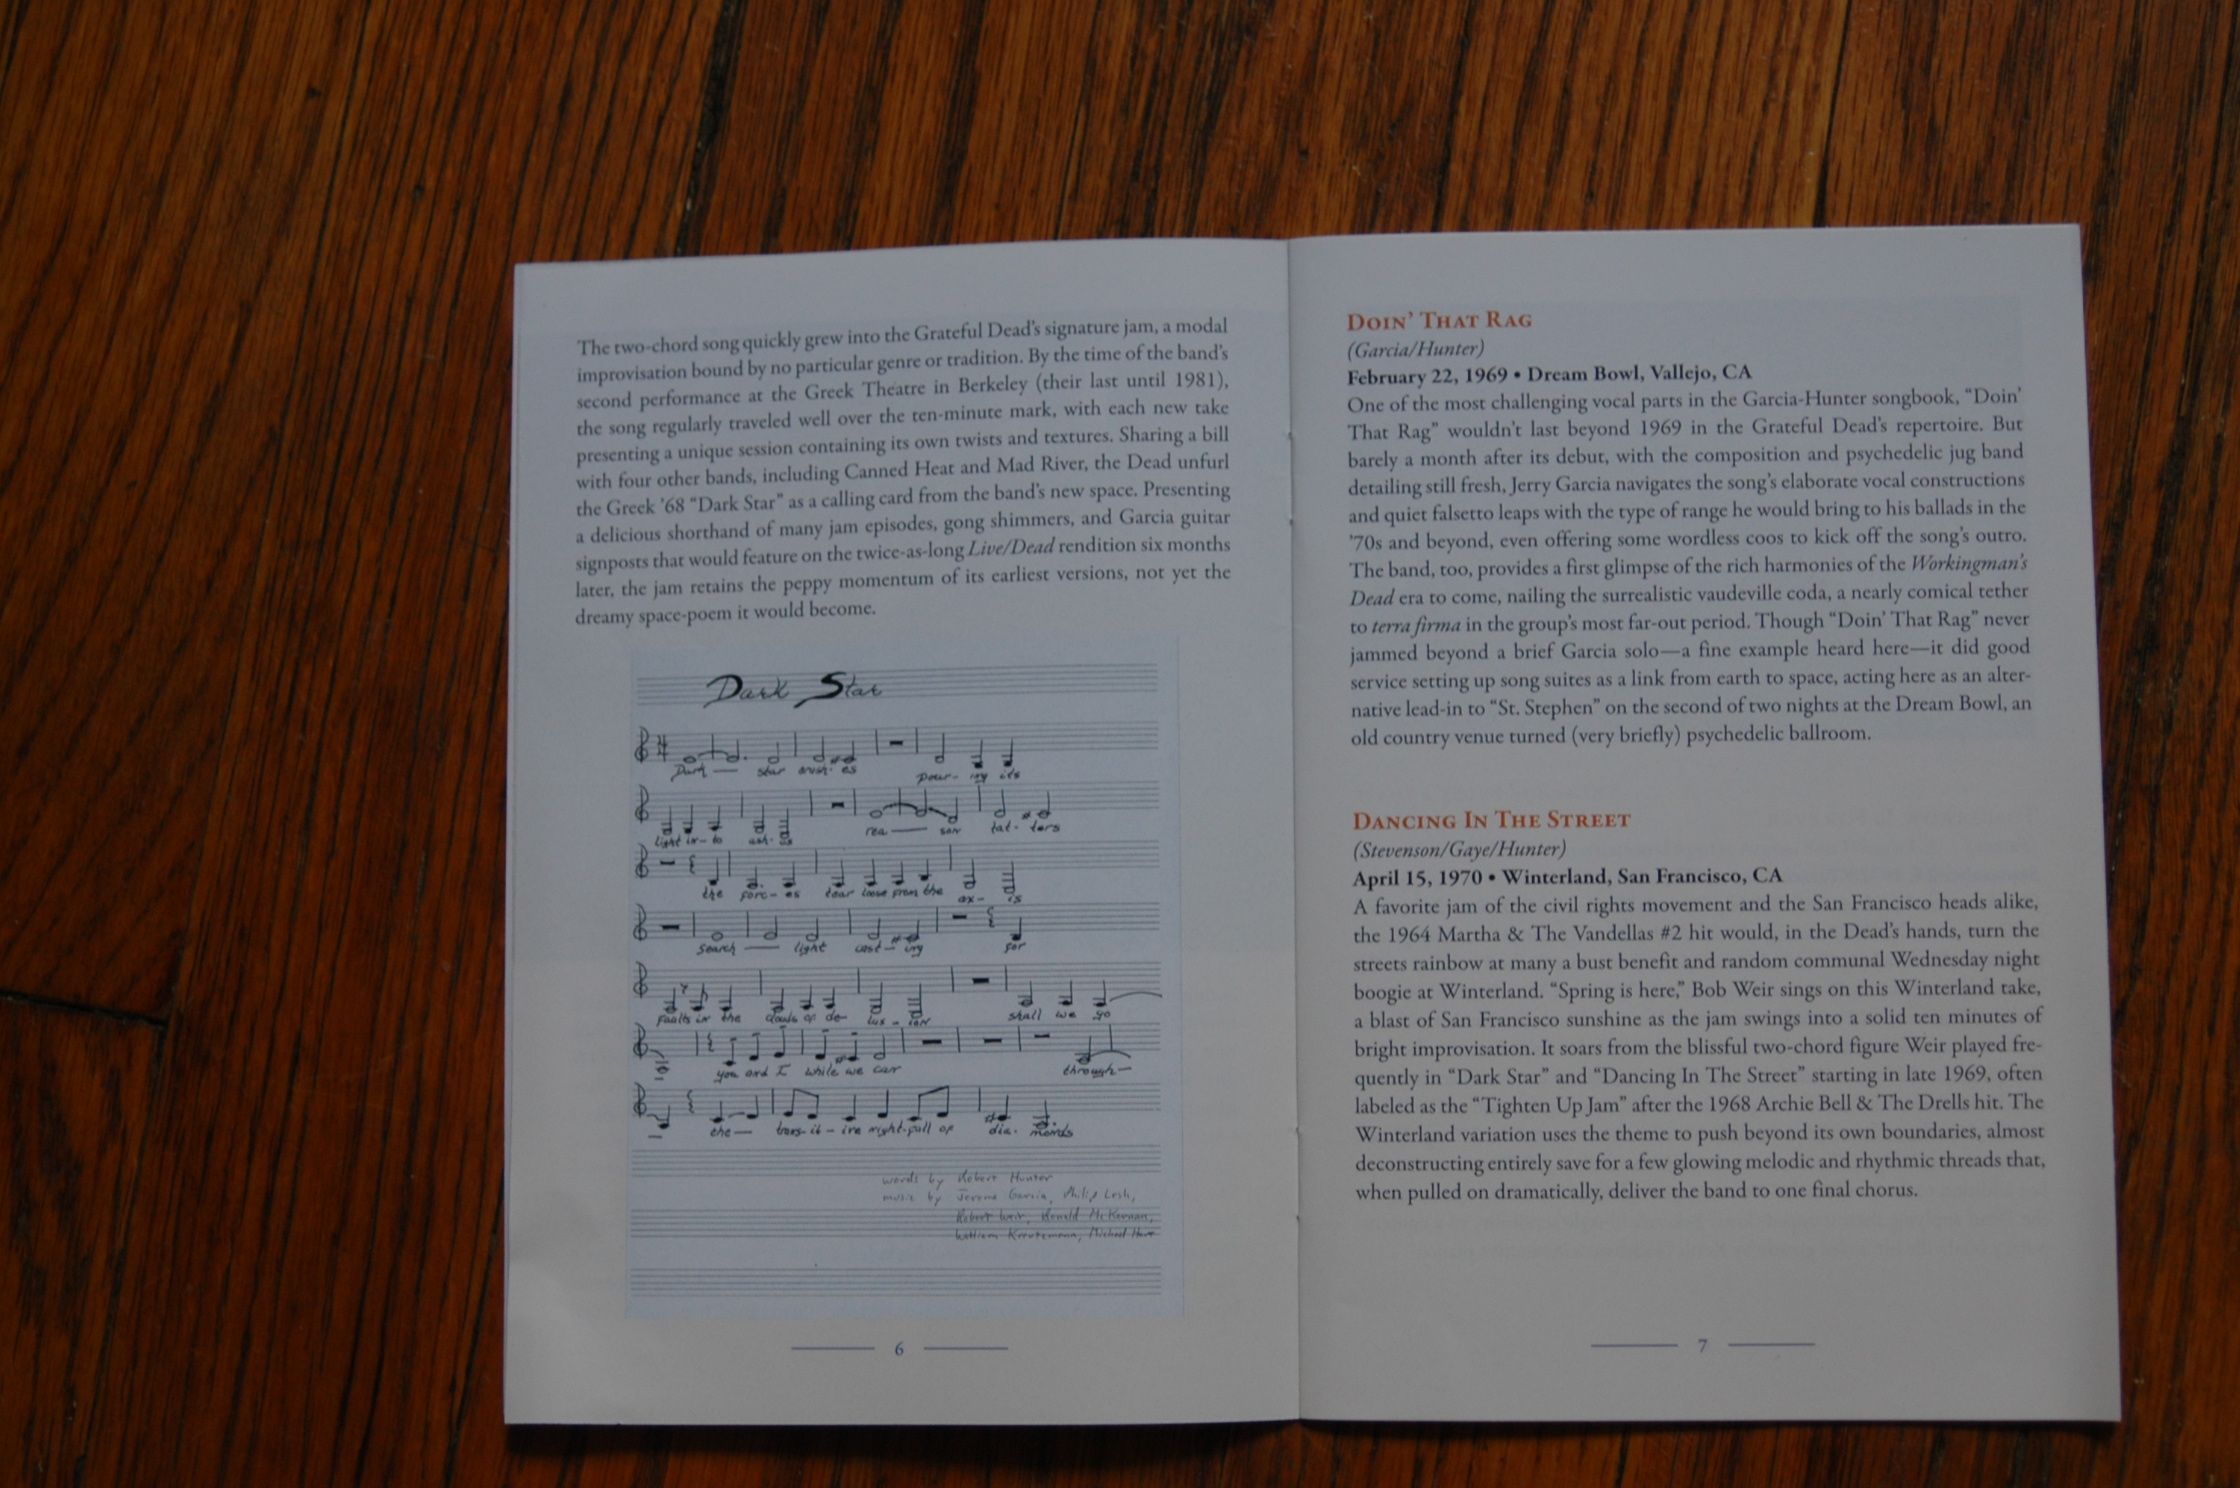 The two-chord song quickly grew into the Grateful Dead's signature jam, a modal
improvisation bound by no particular genre or tradition. By the time of the band's
second performance at the Greek Theatre in Berkeley (their last until 1981),
the song regularly traveled well over the ten-minute mark, with each new take
presenting a unique session containing its own twists and textures. Sharing a bill
with four other bands, including Canned Heat and Mad River, the Dead unfurl
the Greek '68 “Dark Star” as a calling card from the band's new space. Presenting
a delicious shorthand of many jam episodes, gong shimmers, and Garcia guitar
signposts that would feature on the twice-as-long Live/Dead rendition six months
later, the jam retains the peppy momentum of its earliest versions, not yet the
dreamy space-poem it would become.
Dark Star
Dark — star crash- es pour- ing its
light in- to ash- es rea — son tat- ters
the forc- es tear loose from the ax- is
search — light cast- ing for
faults in the clouds of de- lus - ion shall we go
you and I while we can through —
the — trans- it - ive night-fall of dia- monds
words by Robert Hunter
music by Jerome Garcia, Philip Lesh,
Robert Weir, Ronald McKernan,
William Kreutzmann, Michael Hart
6
DOIN' THAT RAG
(Garcia/Hunter)
February 22, 1969 • Dream Bowl, Vallejo, CA
One of the most challenging vocal parts in the Garcia-Hunter songbook, “Doin'
That Rag” wouldn't last beyond 1969 in the Grateful Dead's repertoire. But
barely a month after its debut, with the composition and psychedelic jug band
detailing still fresh, Jerry Garcia navigates the song's elaborate vocal constructions
and quiet falsetto leaps with the type of range he would bring to his ballads in the
'70s and beyond, even offering some wordless coos to kick off the song's outro.
The band, too, provides a first glimpse of the rich harmonies of the Workingman's
Dead era to come, nailing the surrealistic vaudeville coda, a nearly comical tether
to terra firma in the group's most far-out period. Though “Doin' That Rag” never
jammed beyond a brief Garcia solo—a fine example heard here—it did good
service setting up song suites as a link from earth to space, acting here as an alter-
native lead-in to “St. Stephen” on the second of two nights at the Dream Bowl, an
old country venue turned (very briefly) psychedelic ballroom.
DANCING IN THE STREET
(Stevenson/Gaye/Hunter)
April 15, 1970 • Winterland, San Francisco, CA
A favorite jam of the civil rights movement and the San Francisco heads alike,
the 1964 Martha & The Vandellas #2 hit would, in the Dead's hands, turn the
streets rainbow at many a bust benefit and random communal Wednesday night
boogie at Winterland. “Spring is here,” Bob Weir sings on this Winterland take,
a blast of San Francisco sunshine as the jam swings into a solid ten minutes of
bright improvisation. It soars from the blissful two-chord figure Weir played fre-
quently in “Dark Star” and “Dancing In The Street” starting in late 1969, often
labeled as the “Tighten Up Jam” after the 1968 Archie Bell & The Drells hit. The
Winterland variation uses the theme to push beyond its own boundaries, almost
deconstructing entirely save for a few glowing melodic and rhythmic threads that,
when pulled on dramatically, deliver the band to one final chorus.
7